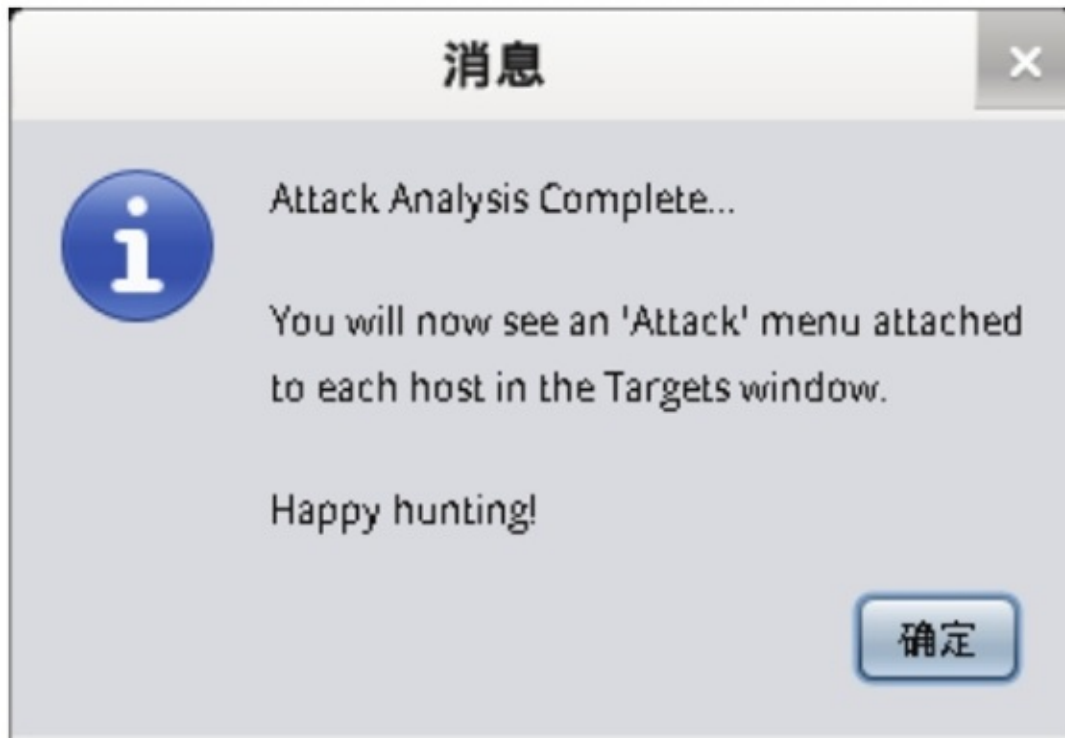 消息
Attack Analysis Complete...
You will now see an 'Attack' menu attached
to each host in the Targets window.
Happy hunting!
确定